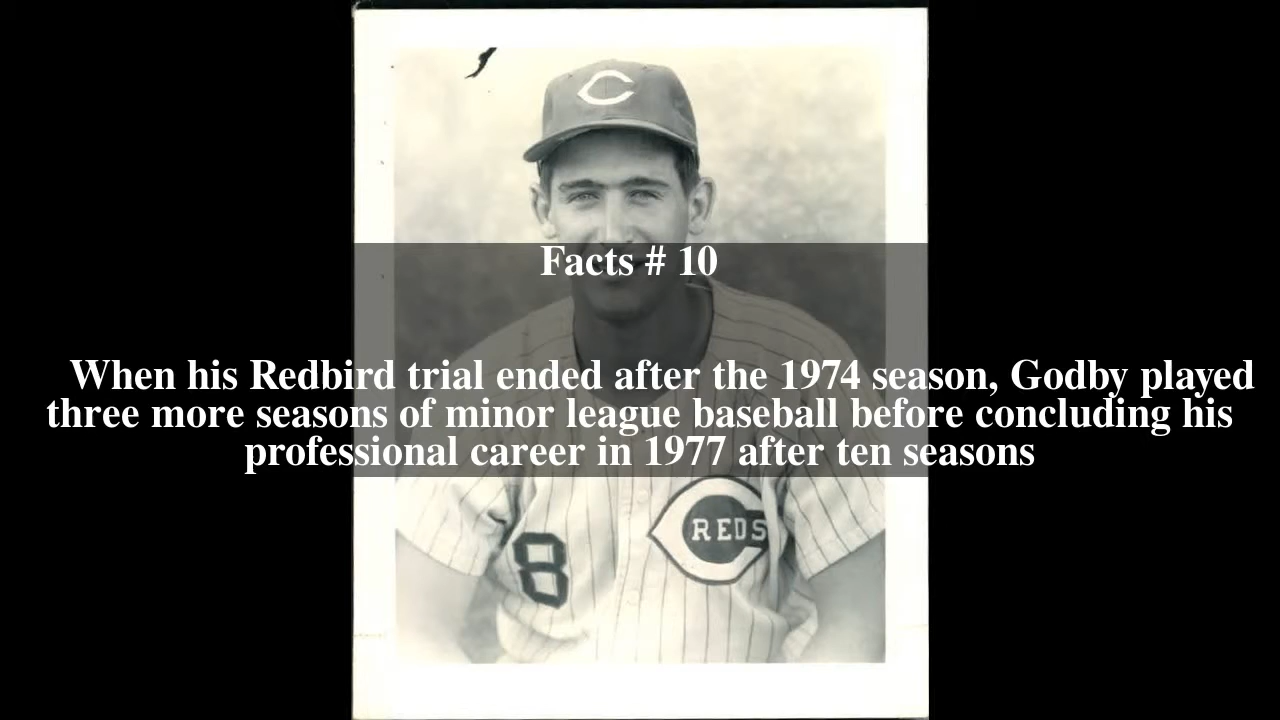 C
Facts # 10
When his Redbird trial ended after the 1974 season, Godby played
three more seasons of minor league baseball before concluding his
professional career in 1977 after ten seasons
REDS
8